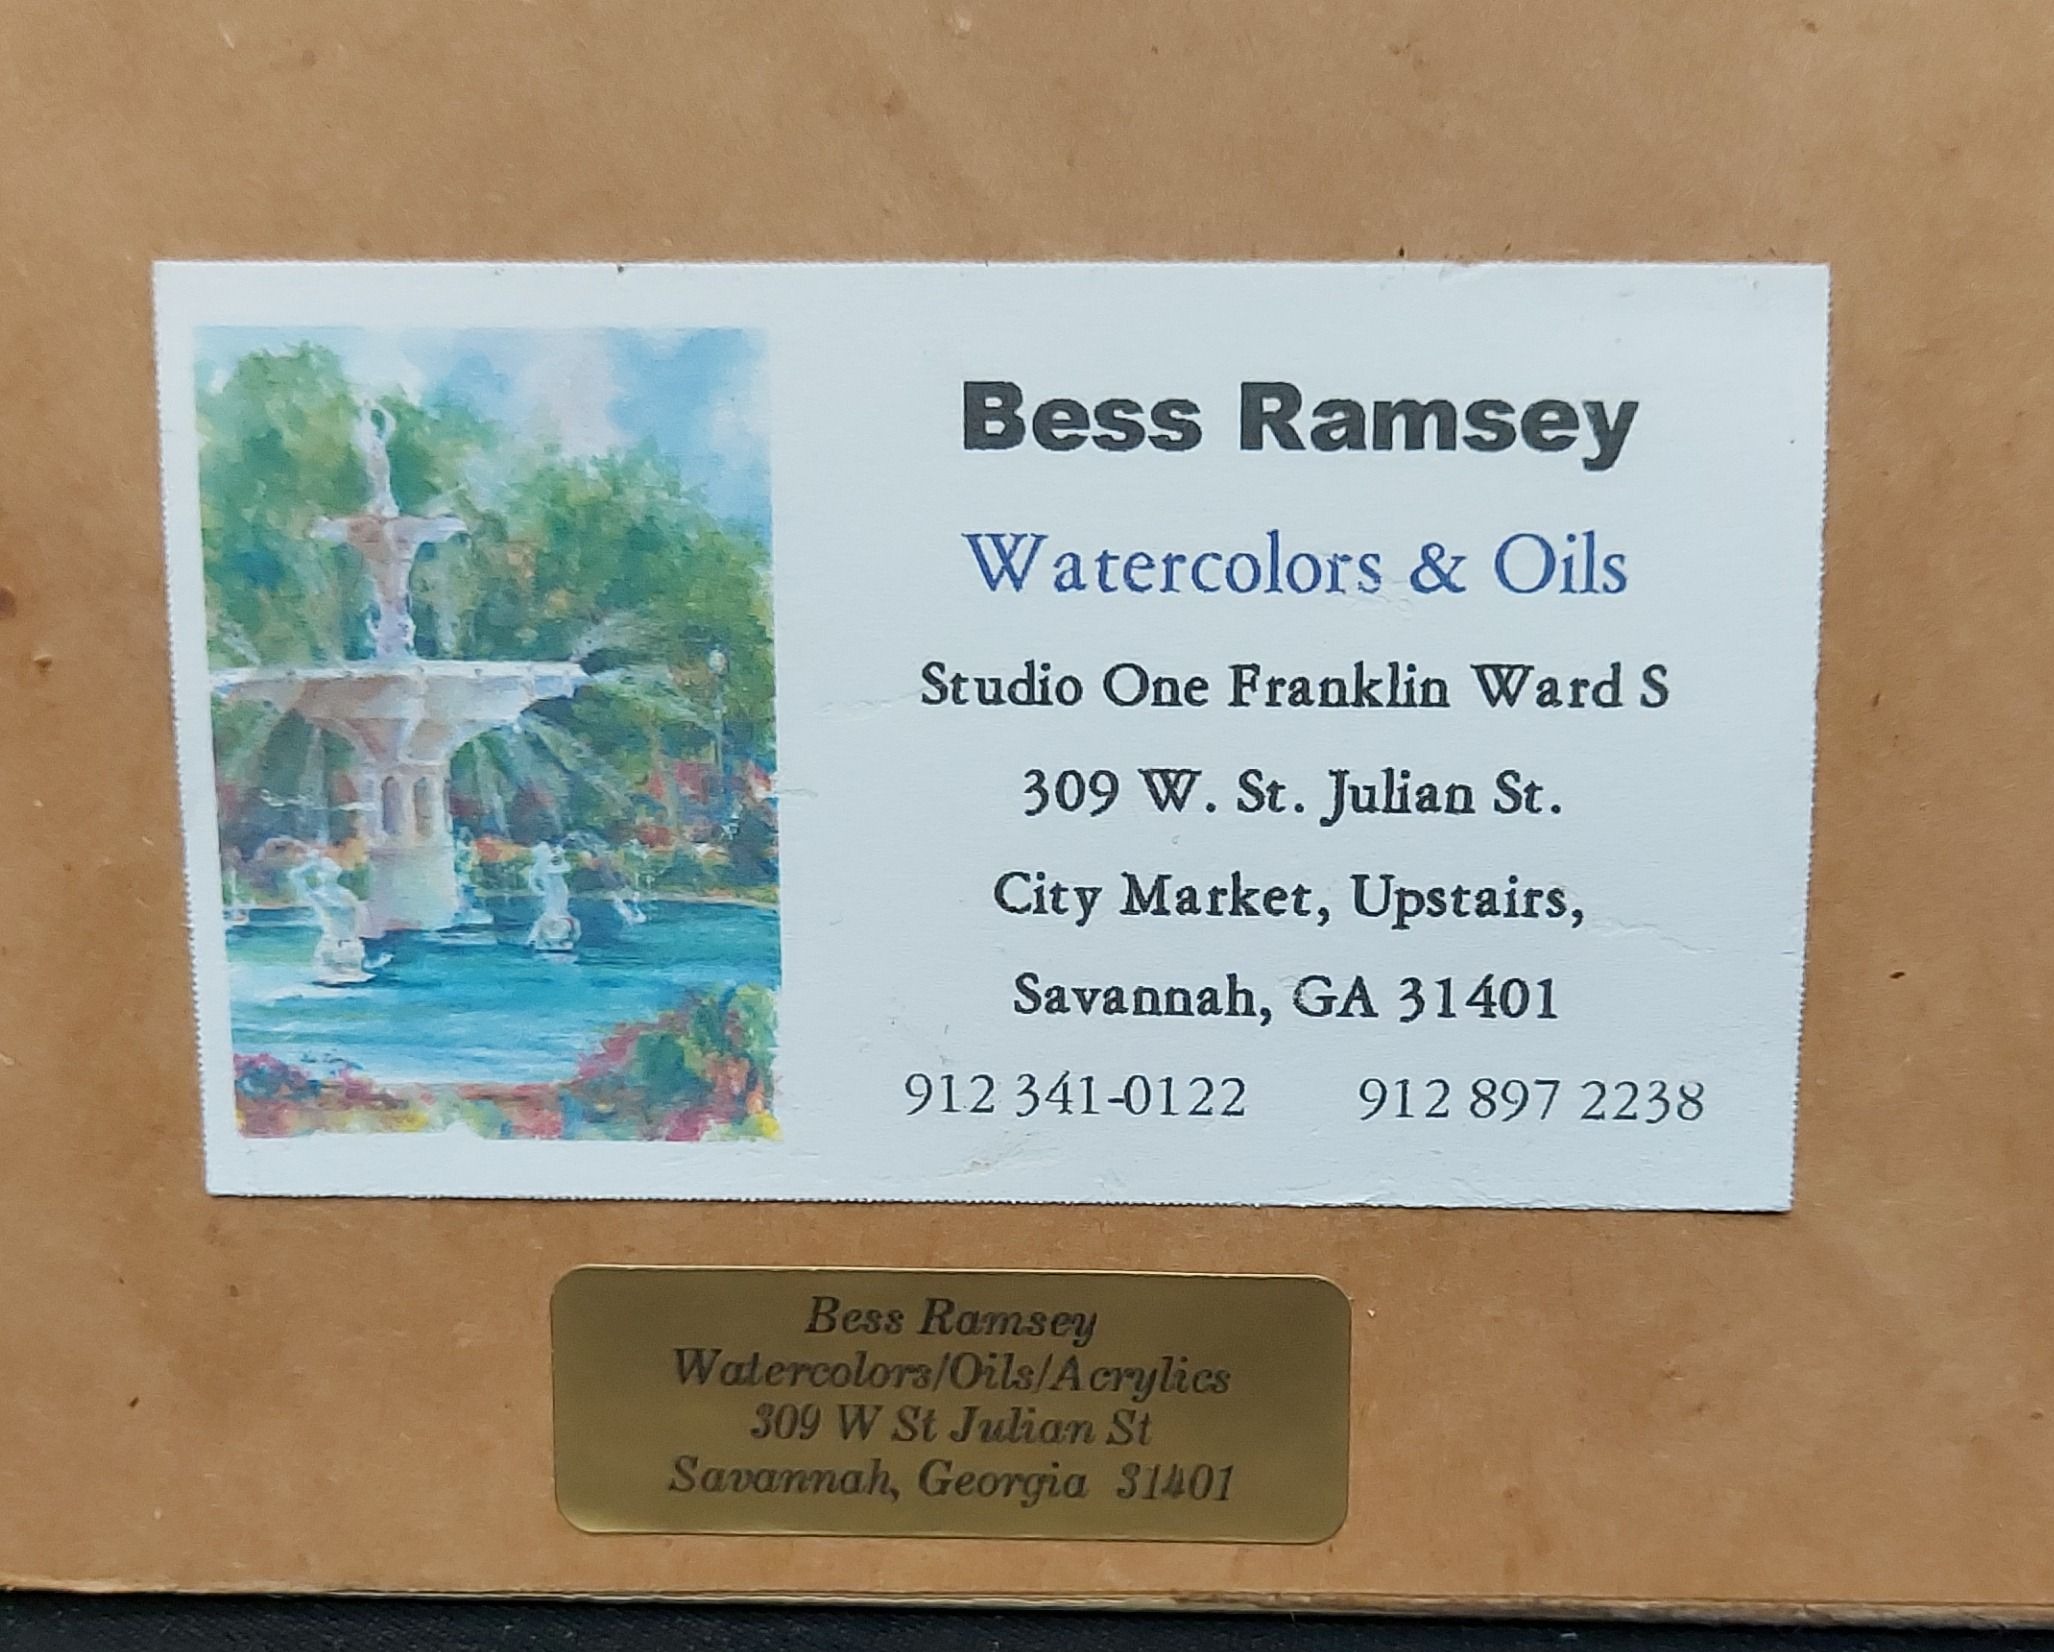 Bess Ramsey
Watercolors & Oils
Studio One Franklin Ward S
309 W. St. Julian St.
City Market, Upstairs,
Savannah, GA 31401
912 341-0122 912 897 2238
Bess Ramsey
Watercolors/Oils/Acrylics
309 W St Julian St
Savannah, Georgia 31401